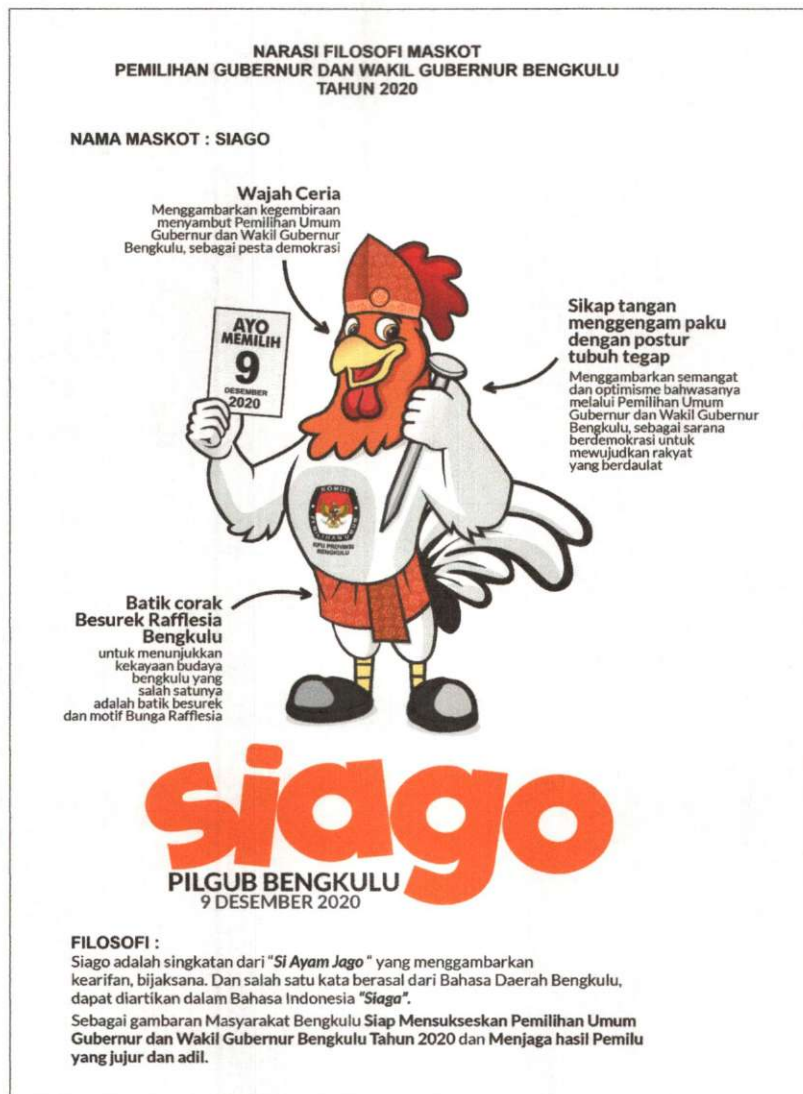 NARASI FILOSOFI MASKOT
PEMILIHAN GUBERNUR DAN WAKIL GUBERNUR BENGKULU
TAHUN 2020
NAMA MASKOT : SIAGO
Wajah Ceria
Menggambarkan kegembiraan
menyambut Pemilihan Umum
Gubernur dan Wakil Gubernur
Bengkulu, sebagai pesta demokrasi
AYO
MEMILIH
9
DESEMBER
2020
Sikap tangan
menggengam paku
dengan postur
tubuh tegap
Menggambarkan semangat
dan optimisme bahwasanya
melalui Pemilihan Umum
Gubernur dan Wakil Gubernur
Bengkulu, sebagai sarana
berdemokrasi untuk
mewujudkan rakyat
yang berdaulat
KOMISI
PEMILIHAN UMUM
KPU PROVINSI
BENGKULU
Batik corak
Besurek Rafflesia
Bengkulu
untuk menunjukkan
kekayaan budaya
bengkulu yang
salah satunya
adalah batik besurek
dan motif Bunga Rafflesia
siago
PILGUB BENGKULU
9 DESEMBER 2020
FILOSOFI :
Siago adalah singkatan dari "Si Ayam Jago " yang menggambarkan
kearifan, bijaksana. Dan salah satu kata berasal dari Bahasa Daerah Bengkulu,
dapat diartikan dalam Bahasa Indonesia "Siaga".
Sebagai gambaran Masyarakat Bengkulu Siap Mensukseskan Pemilihan Umum
Gubernur dan Wakil Gubernur Bengkulu Tahun 2020 dan Menjaga hasil Pemilu
yang jujur dan adil.